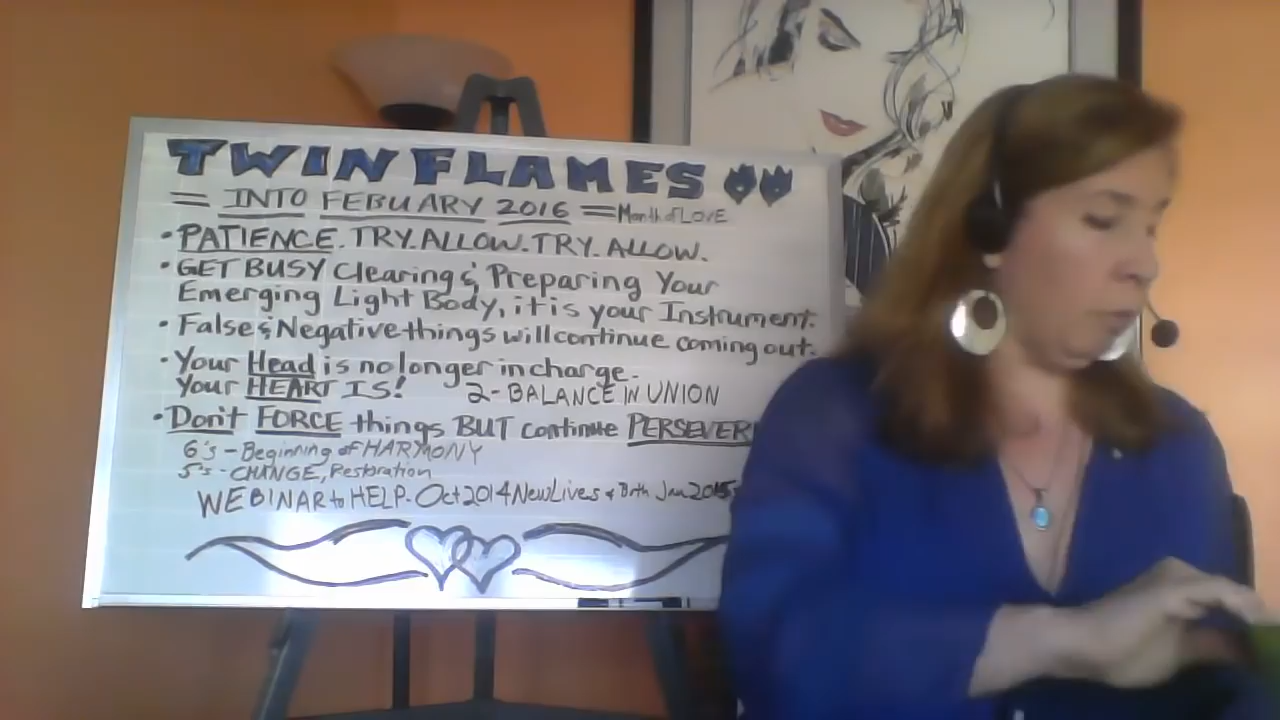 TWIN FLAMES
= INTO FEBUARY 2016 = Month of LOVE
• PATIENCE. TRY. ALLOW. TRY. ALLOW.
• GET BUSY Clearing & Preparing Your
Emerging Light Body, it is your Instrument.
• False & Negative things will continue coming out.
• Your Head is no longer in charge.
Your HEART IS! 2- BALANCE IN UNION
• Don't FORCE things BUT continue PERSEVER
6's - Beginning of HARMONY
5's - CHANGE, Restoration
WEBINAR to HELP - Oct 2014 New Lives & Birth Jan 2015